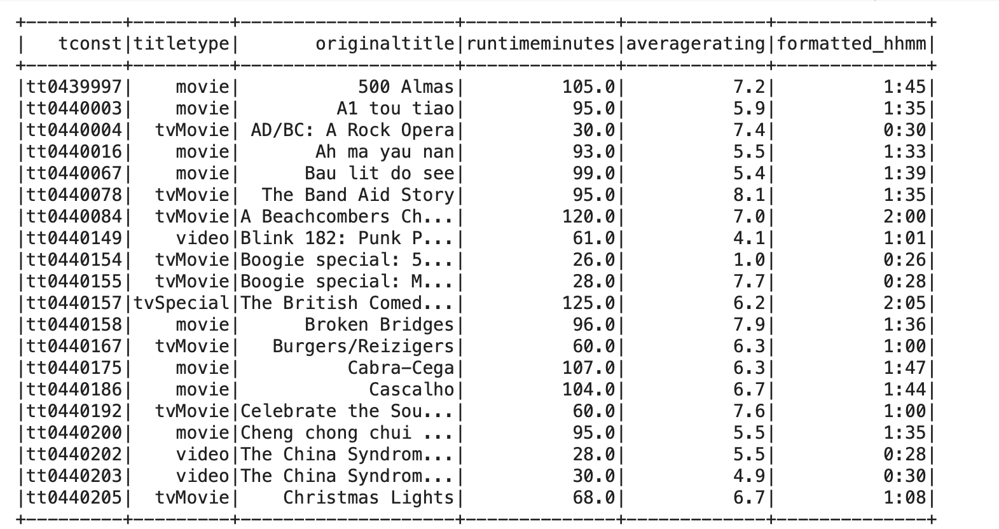 +----------+---------+--------------------+--------------+-------------+--------------+
|    tconst|titletype|       originaltitle|runtimeminutes|averagerating|formatted_hhmm|
+----------+---------+--------------------+--------------+-------------+--------------+
|tt0439997|    movie|           500 Almas|         105.0|          7.2|          1:45|
|tt0440003|    movie|         A1 tou tiao|          95.0|          5.9|          1:35|
|tt0440004|  tvMovie| AD/BC: A Rock Opera|          30.0|          7.4|          0:30|
|tt0440016|    movie|       Ah ma yau nan|          93.0|          5.5|          1:33|
|tt0440067|    movie|      Bau lit do see|          99.0|          5.4|          1:39|
|tt0440078|  tvMovie|  The Band Aid Story|          95.0|          8.1|          1:35|
|tt0440084|  tvMovie|A Beachcombers Ch...|         120.0|          7.0|          2:00|
|tt0440149|    video|Blink 182: Punk P...|          61.0|          4.1|          1:01|
|tt0440154|  tvMovie|Boogie special: 5...|          26.0|          1.0|          0:26|
|tt0440155|  tvMovie|Boogie special: M...|          28.0|          7.7|          0:28|
|tt0440157|tvSpecial|The British Comed...|         125.0|          6.2|          2:05|
|tt0440158|    movie|      Broken Bridges|          96.0|          7.9|          1:36|
|tt0440167|  tvMovie|   Burgers/Reizigers|          60.0|          6.3|          1:00|
|tt0440175|    movie|          Cabra-Cega|         107.0|          6.3|          1:47|
|tt0440186|    movie|            Cascalho|         104.0|          6.7|          1:44|
|tt0440192|  tvMovie|Celebrate the Sou...|          60.0|          7.6|          1:00|
|tt0440200|    movie|Cheng chong chui ...|          95.0|          5.5|          1:35|
|tt0440202|    video|The China Syndrom...|          28.0|          5.5|          0:28|
|tt0440203|    video|The China Syndrom...|          30.0|          4.9|          0:30|
|tt0440205|  tvMovie|    Christmas Lights|          68.0|          6.7|          1:08|
+----------+---------+--------------------+--------------+-------------+--------------+